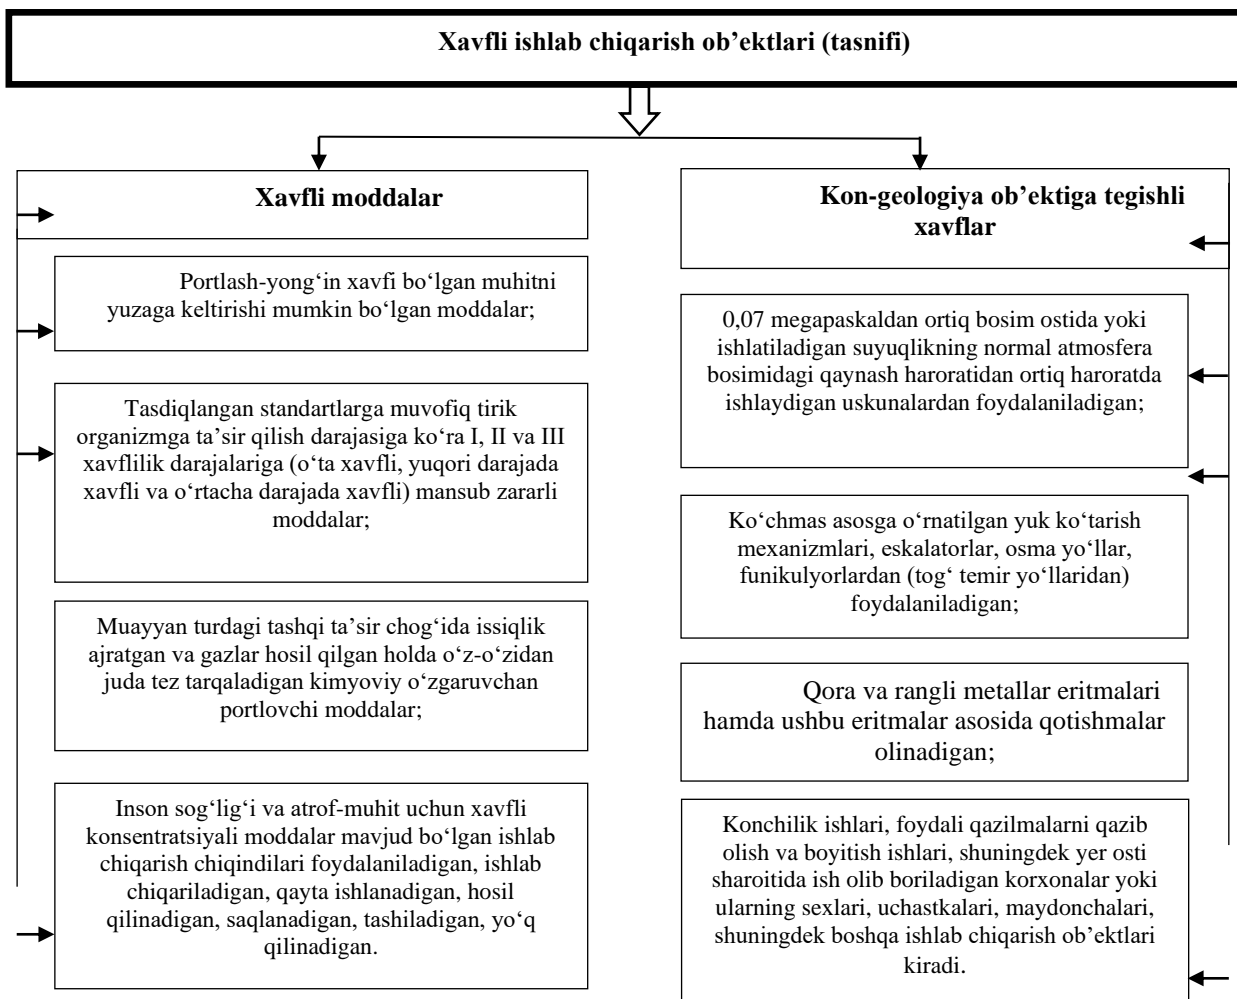 Xavfli ishlab chiqarish ob’ektlari (tasnifi)
Xavfli moddalar
Portlash-yong‘in xavfi bo‘lgan muhitni
yuzaga keltirishi mumkin bo‘lgan moddalar;
Tasdiqlangan standartlarga muvofiq tirik
organizmga ta’sir qilish darajasiga ko‘ra I, II va III
xavflilik darajalariga (o‘ta xavfli, yuqori darajada
xavfli va o‘rtacha darajada xavfli) mansub zararli
moddalar;
Muayyan turdagi tashqi ta’sir chog‘ida issiqlik
ajratgan va gazlar hosil qilgan holda o‘z-o‘zidan
juda tez tarqaladigan kimyoviy o‘zgaruvchan
portlovchi moddalar;
Inson sog‘lig‘i va atrof-muhit uchun xavfli
konsentratsiyali moddalar mavjud bo‘lgan ishlab
chiqarish chiqindilari foydalaniladigan, ishlab
chiqariladigan, qayta ishlanadigan, hosil
qilinadigan, saqlanadigan, tashiladigan, yo‘q
qilinadigan.
Kon-geologiya ob’ektiga tegishli
xavflar
0,07 megapaskaldan ortiq bosim ostida yoki
ishlatiladigan suyuqlikning normal atmosfera
bosimidagi qaynash haroratidan ortiq haroratda
ishlaydigan uskunalardan foydalaniladigan;
Ko‘chmas asosga o‘rnatilgan yuk ko‘tarish
mexanizmlari, eskalatorlar, osma yo‘llar,
funikulyorlardan (tog‘ temir yo‘llaridan)
foydalaniladigan;
Qora va rangli metallar eritmalari
hamda ushbu eritmalar asosida qotishmalar
olinadigan;
Konchilik ishlari, foydali qazilmalarni qazib
olish va boyitish ishlari, shuningdek yer osti
sharoitida ish olib boriladigan korxonalar yoki
ularning sexlari, uchastkalari, maydonchalari,
shuningdek boshqa ishlab chiqarish ob’ektlari
kiradi.